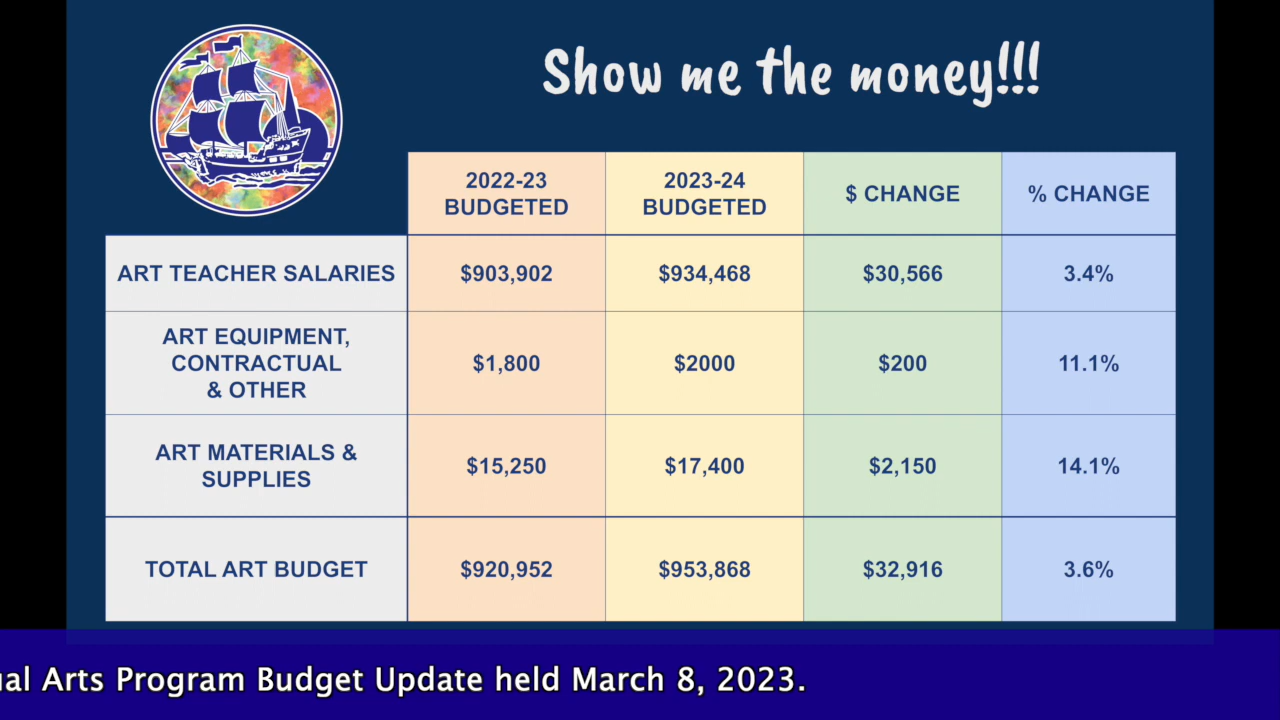 Show me the money!!!
2022-23
BUDGETED
2023-24
BUDGETED
$ CHANGE
% CHANGE
ART TEACHER SALARIES
$903,902
$934,468
$30,566
3.4%
ART EQUIPMENT,
CONTRACTUAL
& OTHER
$1,800
$2000
$200
11.1%
ART MATERIALS &
SUPPLIES
$15,250
$17,400
$2,150
14.1%
TOTAL ART BUDGET
$920,952
$953,868
$32,916
3.6%
Arts Program Budget Update held March 8, 2023.